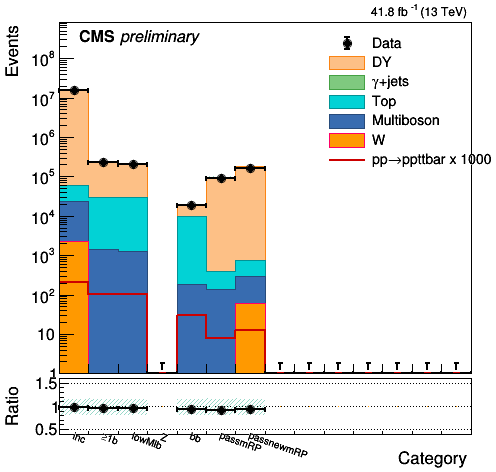 41.8 fb⁻¹ (13 TeV)
Events
CMS preliminary
Data
DY
γ+jets
Top
Multiboson
W
pp→ppttbar x 1000
10⁸
10⁷
10⁶
10⁵
10⁴
10³
10²
10
1
Ratio
1.5
1
0.5
inc
≥1b
lowMlb
Z
bb
passmRP
passnewmRP
Category